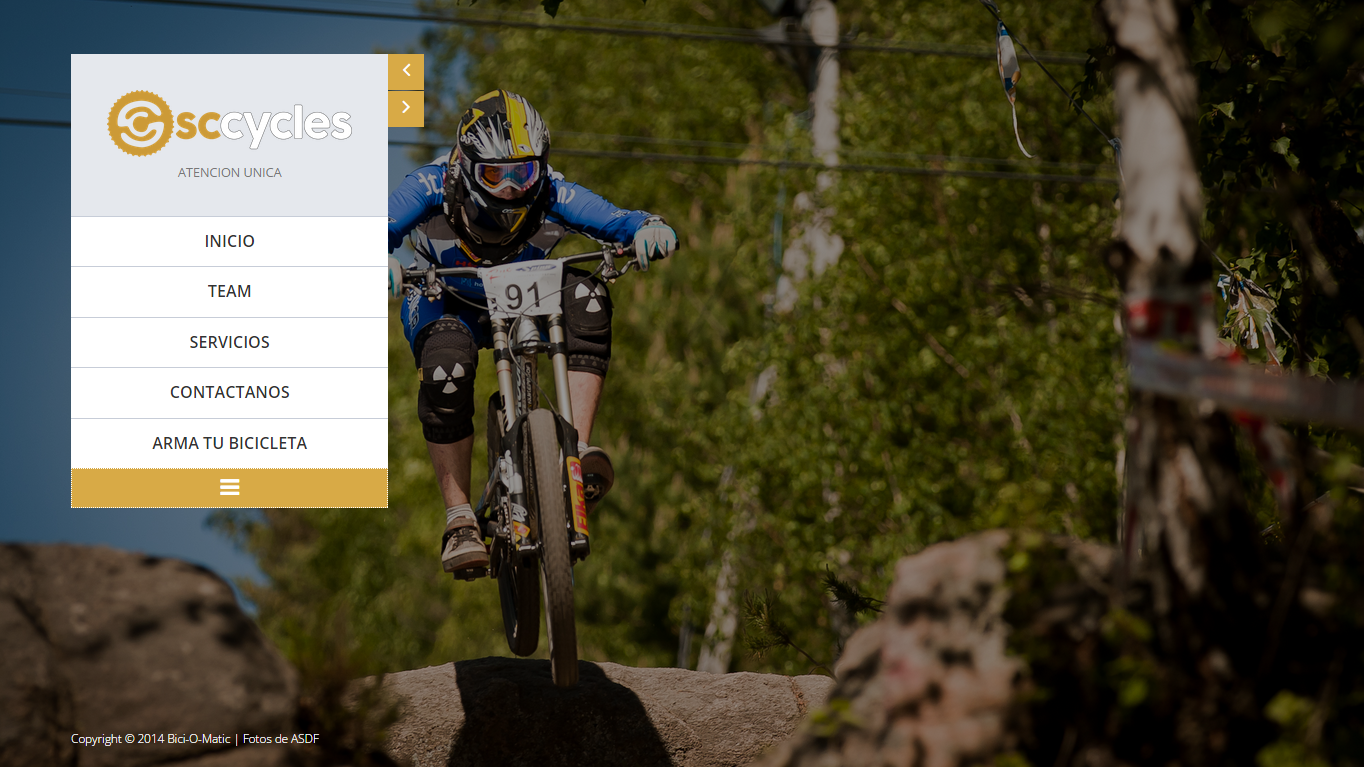 sccycles
ATENCION UNICA
INICIO
TEAM
SERVICIOS
CONTACTANOS
ARMA TU BICICLETA
91
Copyright © 2014 Bici-O-Matic | Fotos de ASDF